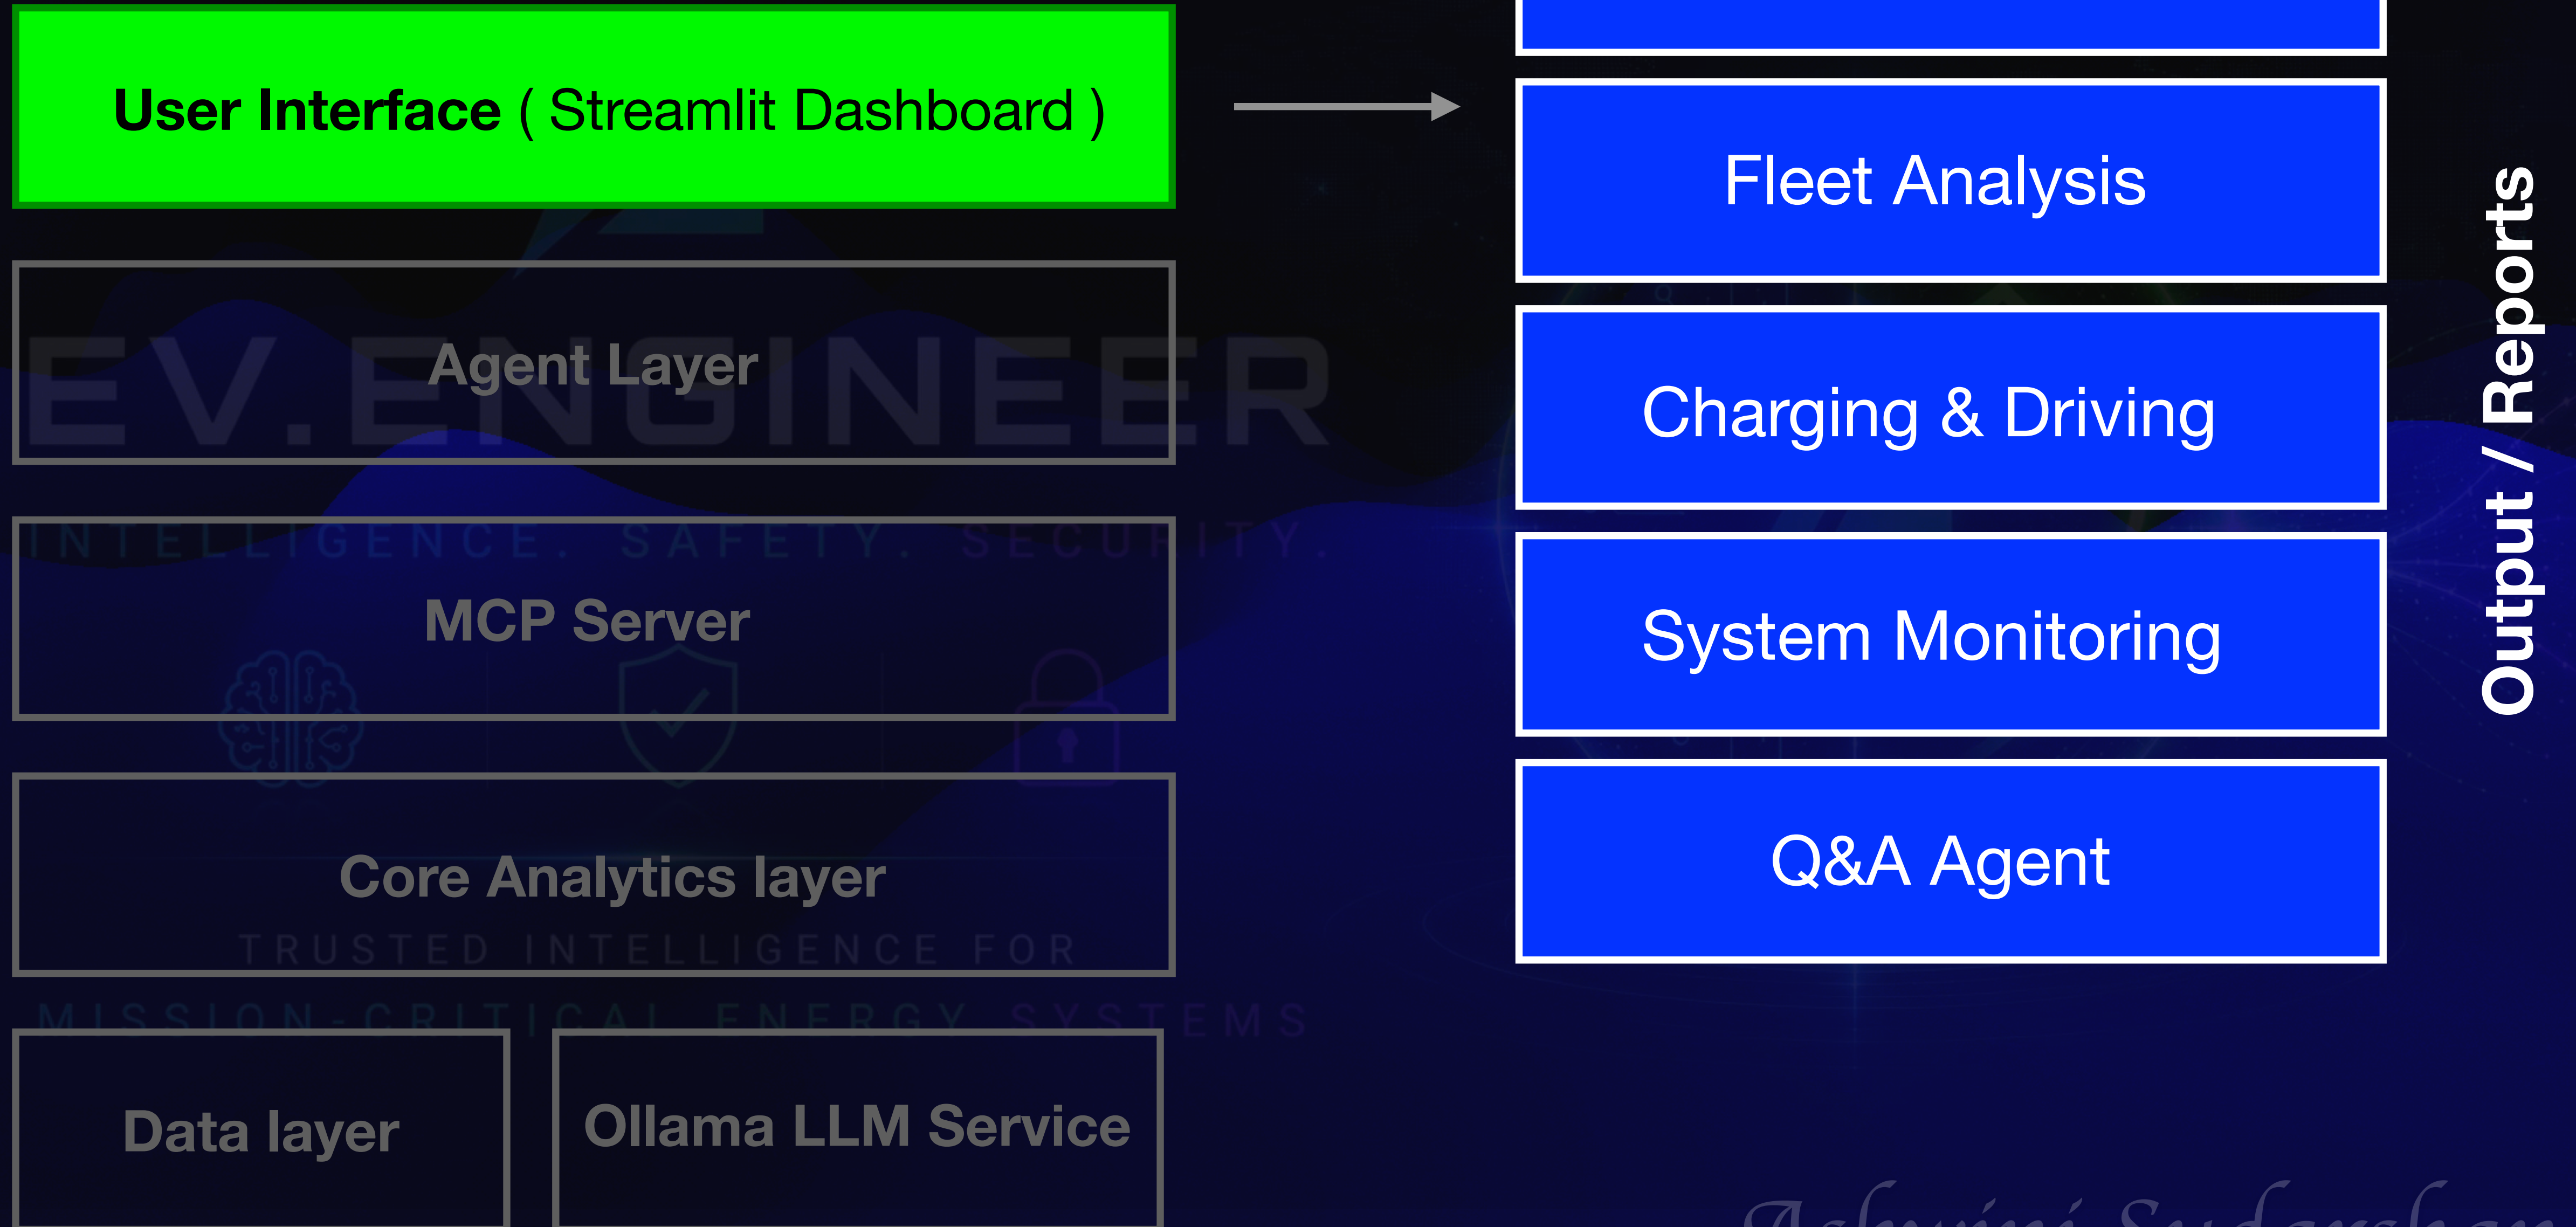 User Interface ( Streamlit Dashboard )
Agent Layer
EV.ENGINEER
INTELLIGENCE. SAFETY. SECURITY.
MCP Server
Core Analytics layer
TRUSTED INTELLIGENCE FOR
MISSION-CRITICAL ENERGY SYSTEMS
Data layer
Ollama LLM Service
Fleet Analysis
Charging & Driving
System Monitoring
Q&A Agent
Output / Reports